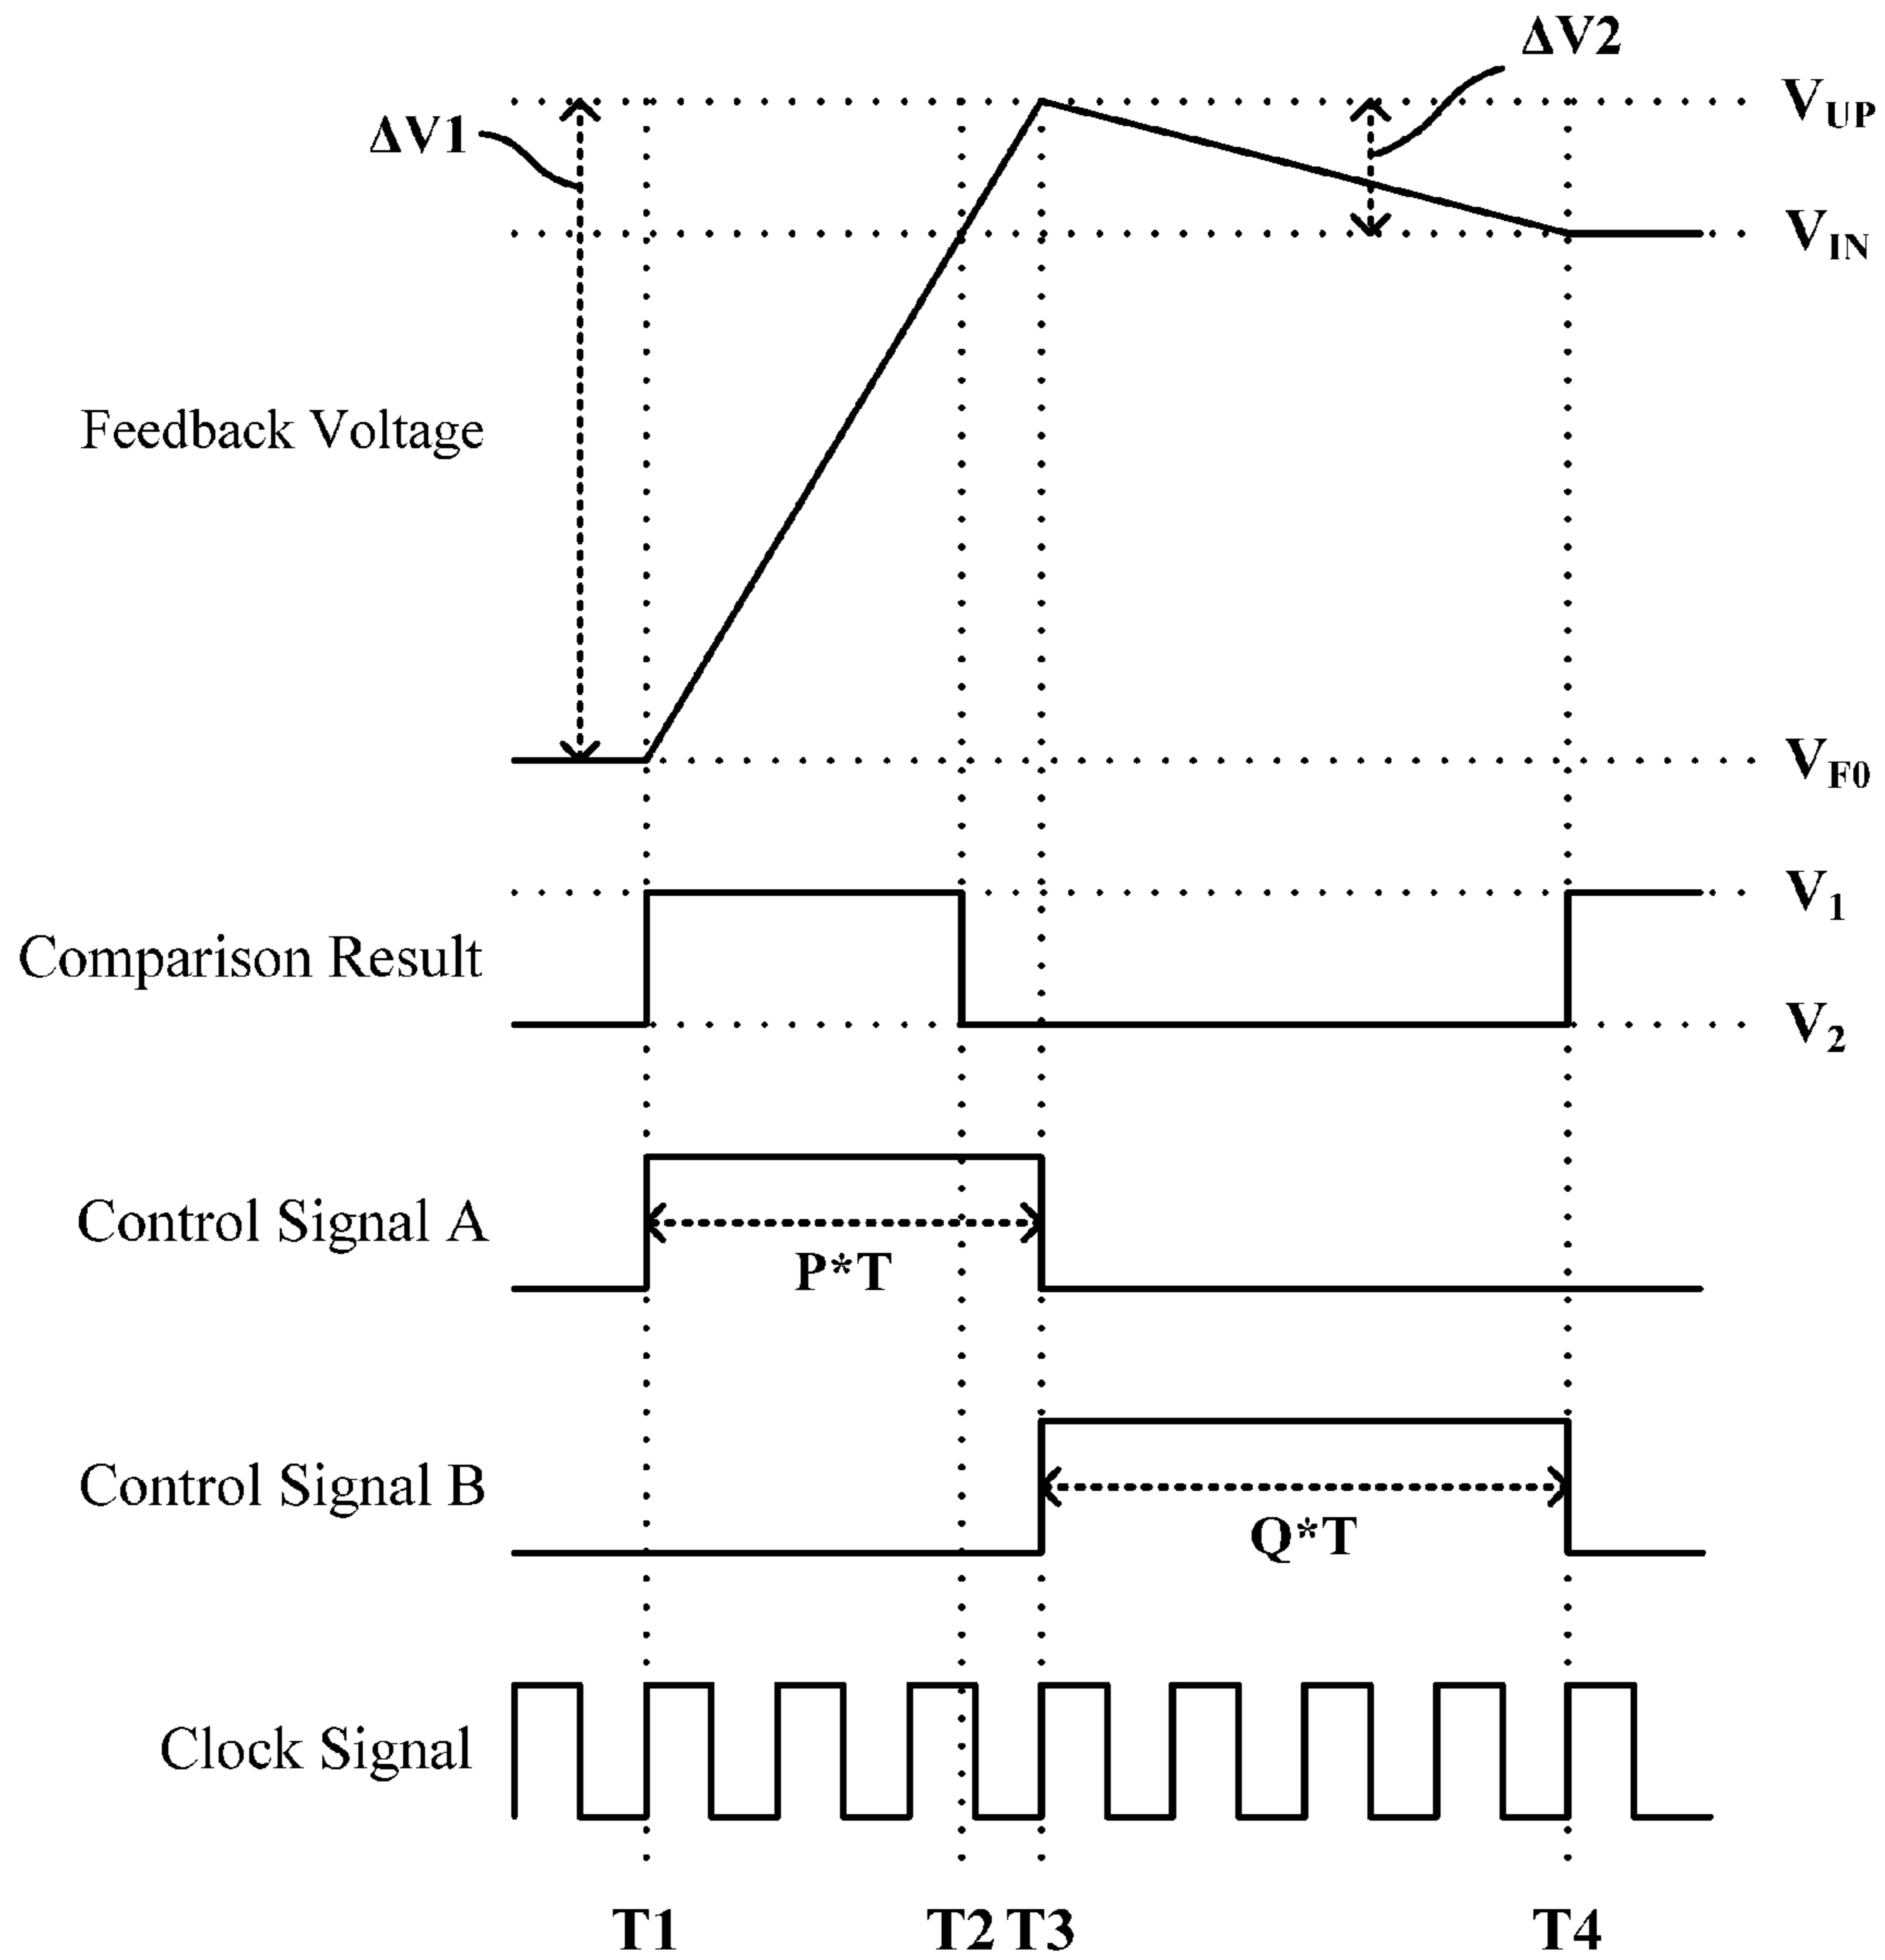 ΔV2
V_UP
ΔV1
V_IN
Feedback Voltage
V_F0
V_1
Comparison Result
V_2
Control Signal A
P*T
Control Signal B
Q*T
Clock Signal
T1 T2 T3 T4